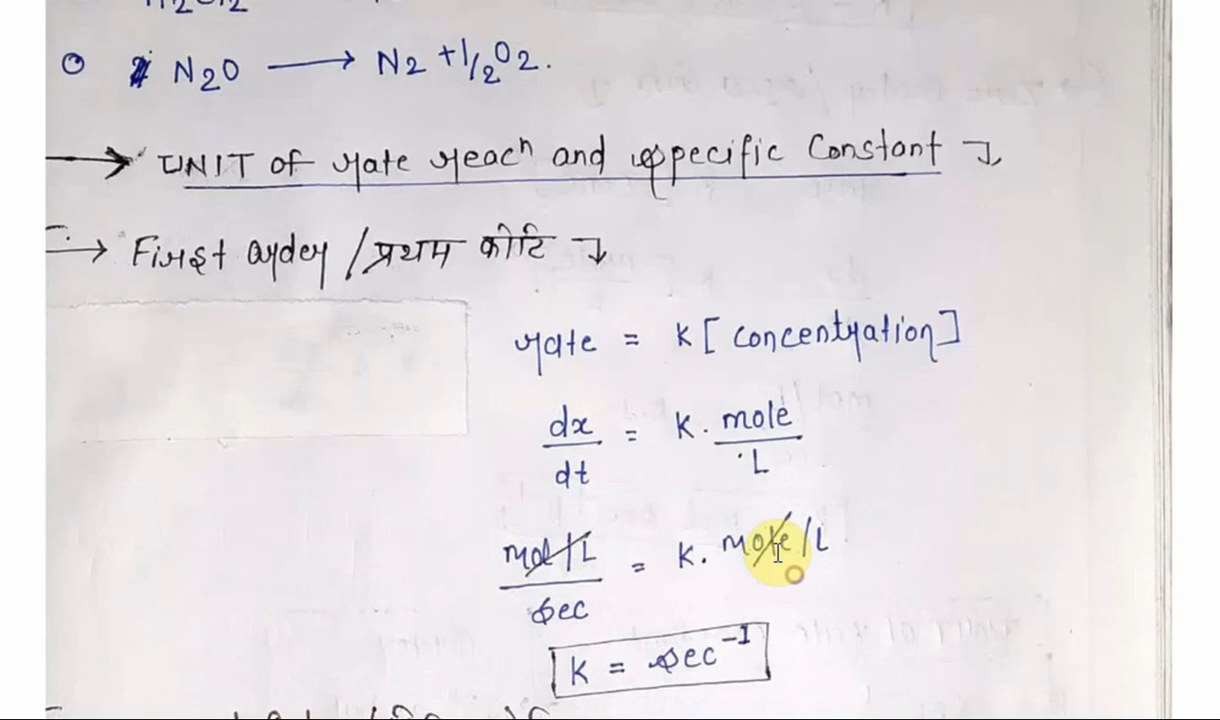 N2O → N2 + 1/2 O2.
→ UNIT of rate reacⁿ and specific Constant ↴
→ First order / प्रथम कोटि ↴
rate = K [concentration]
dx/dt = K. mole/L
mol/L/sec = K. mole/L
K = sec⁻¹